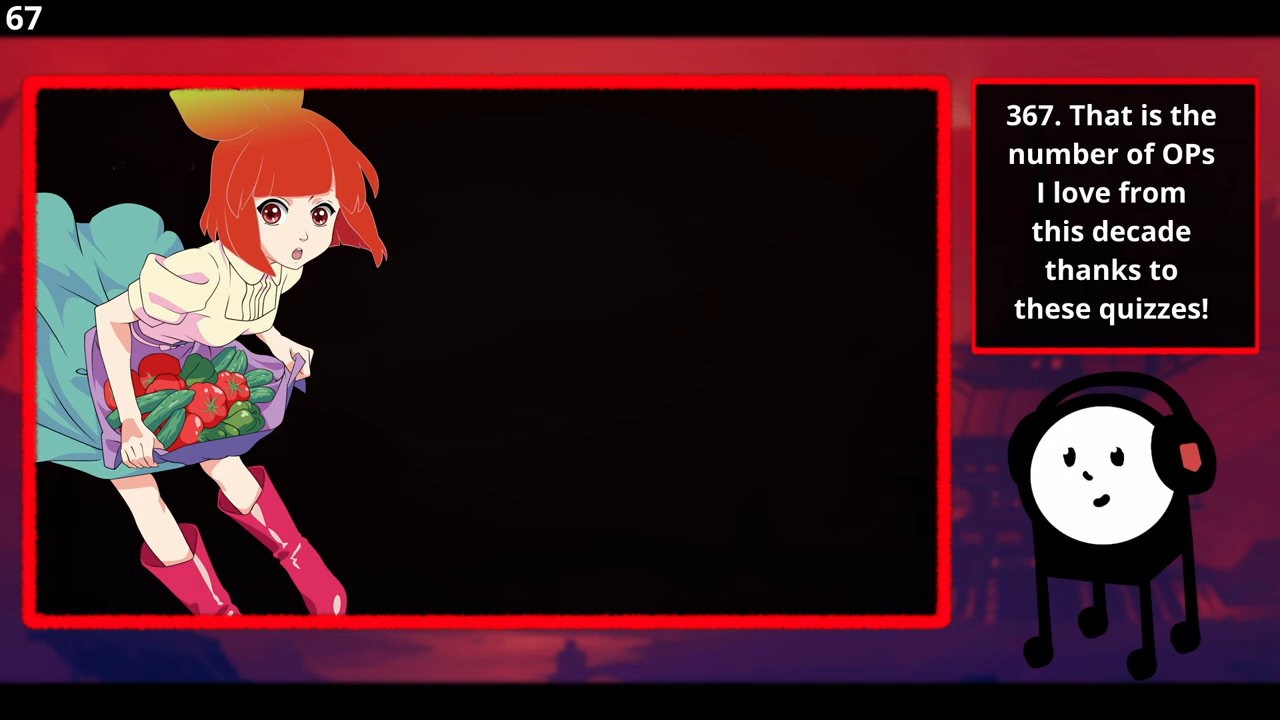 67
367. That is the
number of OPs
I love from
this decade
thanks to
these quizzes!